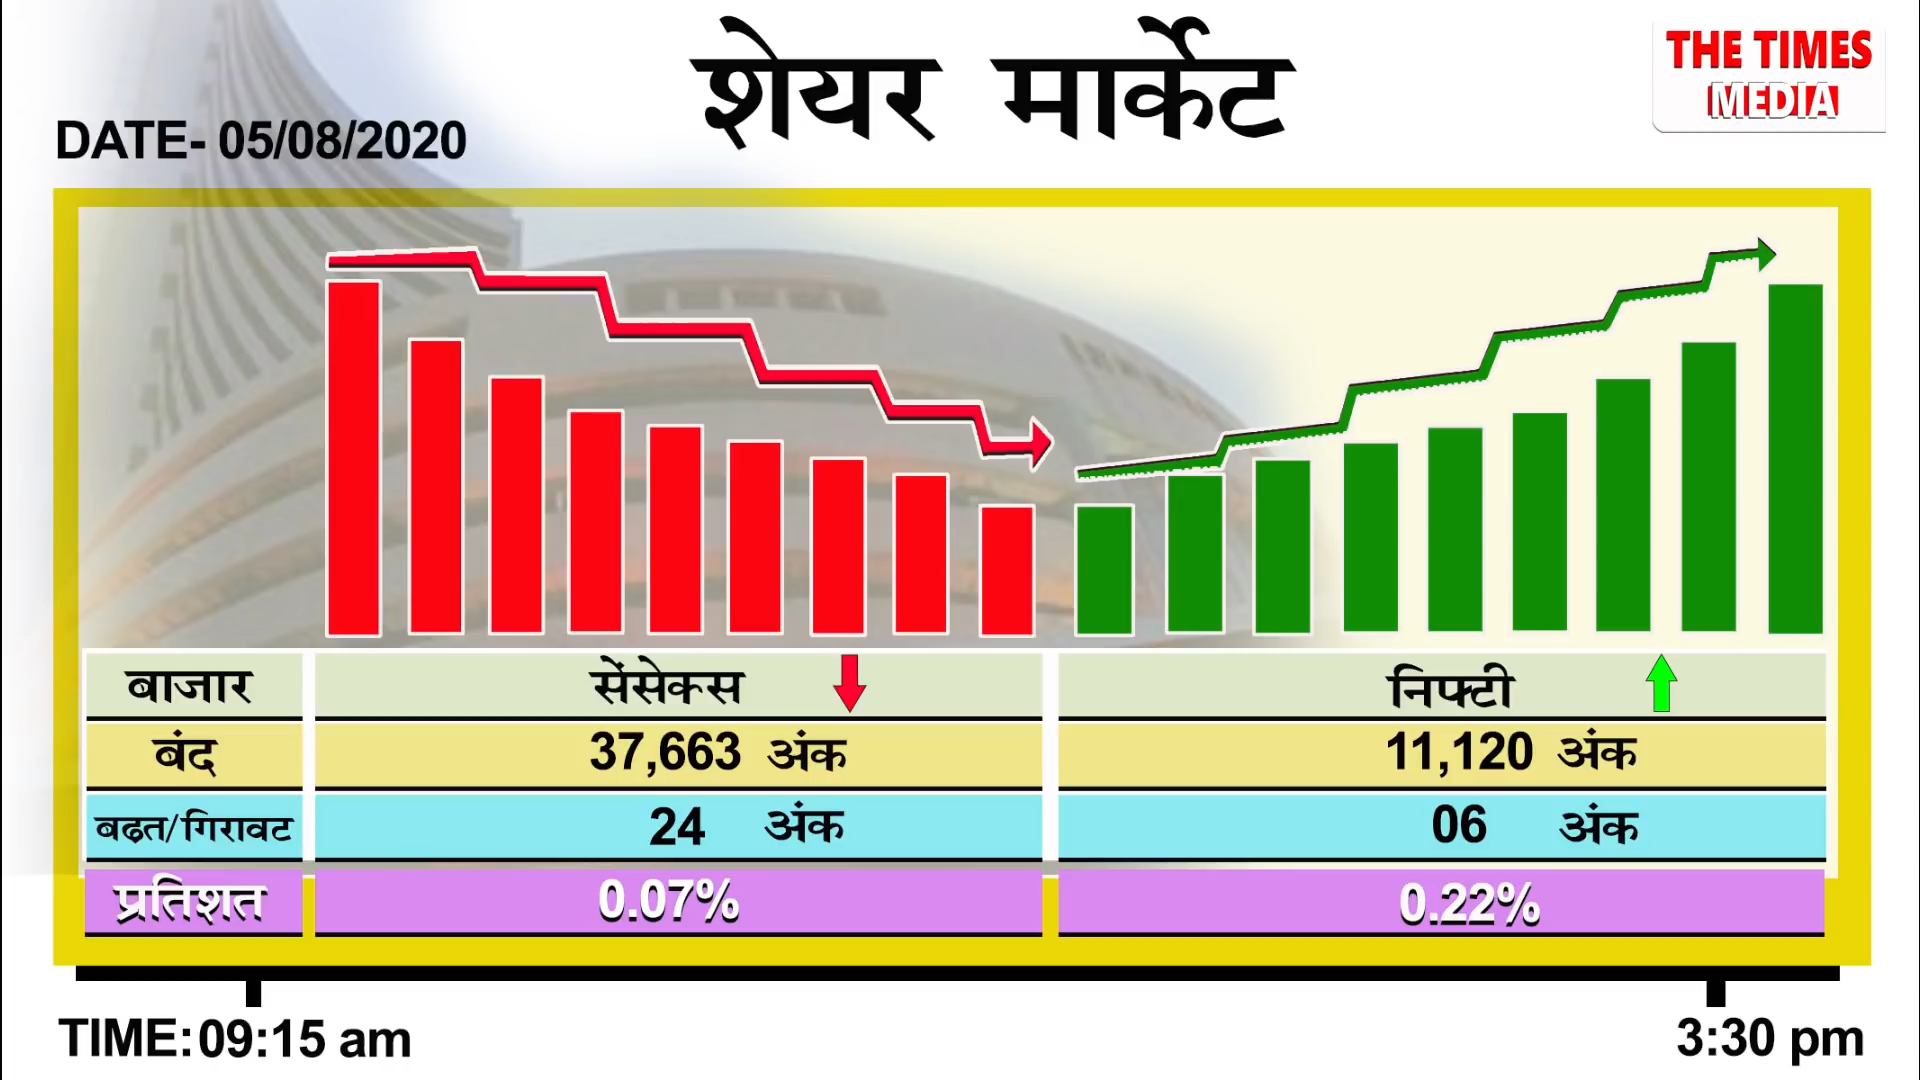 शेयर मार्केट
THE TIMES
MEDIA
DATE- 05/08/2020
बाजार सेंसेक्स निफ्टी
बंद 37,663 अंक 11,120 अंक
बढत/गिरावट 24 अंक 06 अंक
प्रतिशत 0.07% 0.22%
TIME: 09:15 am 3:30 pm